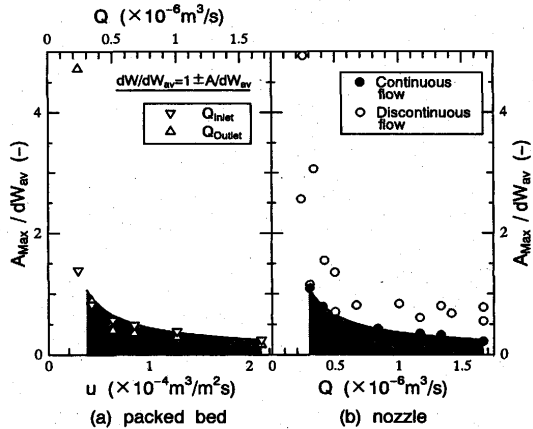 Q (×10⁻⁶m³/s)
0 0.5 1 1.5
dW/dWav=1±A/dWav
▽ QInlet
△ QOutlet
● Continuous flow
○ Discontinuous flow
AMax / dWav (-)
4
2
0
AMax / dWav (-)
4
2
0
0 1 2
0.5 1 1.5
u (×10⁻⁴m³/m²s)
Q (×10⁻⁶m³/s)
(a) packed bed
(b) nozzle